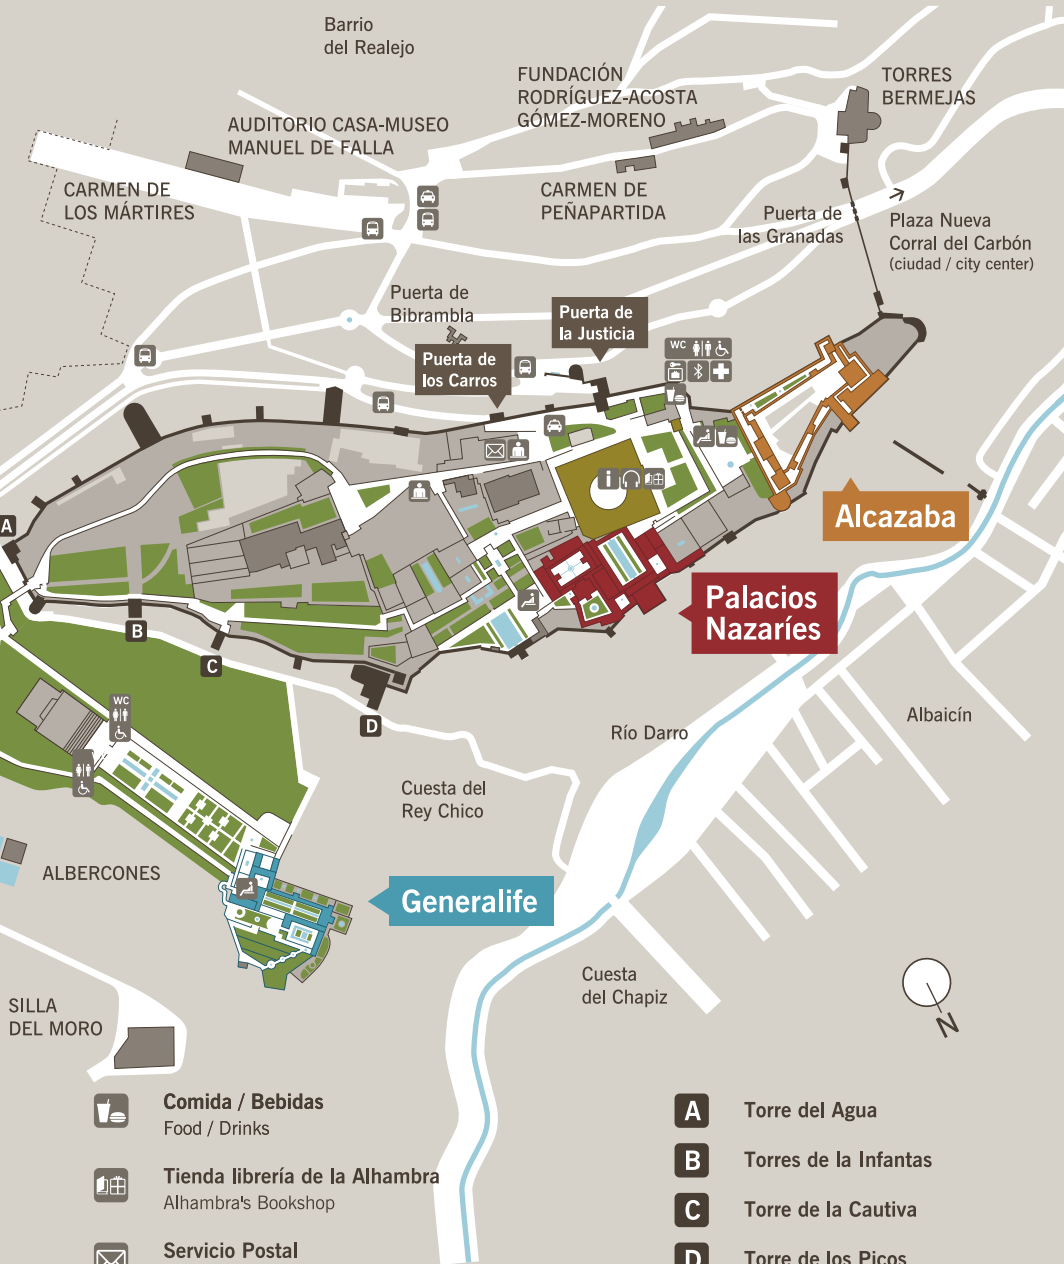 Barrio
del Realejo
FUNDACIÓN
RODRÍGUEZ-ACOSTA
GÓMEZ-MORENO
TORRES
BERMEJAS
AUDITORIO CASA-MUSEO
MANUEL DE FALLA
CARMEN DE
LOS MÁRTIRES
CARMEN DE
PEÑAPARTIDA
Puerta de
las Granadas
Plaza Nueva
Corral del Carbón
(ciudad / city center)
Puerta de
Bibrambla
Puerta de
la Justicia
Puerta de
los Carros
WC
Alcazaba
A
Palacios
Nazaríes
B
C
D
WC
Río Darro
Albaicín
Cuesta del
Rey Chico
ALBERCONES
Generalife
Cuesta
del Chapiz
SILLA
DEL MORO
N
Comida / Bebidas
Food / Drinks
Tienda librería de la Alhambra
Alhambra's Bookshop
Servicio Postal
A Torre del Agua
B Torres de la Infantas
C Torre de la Cautiva
D Torre de los Picos